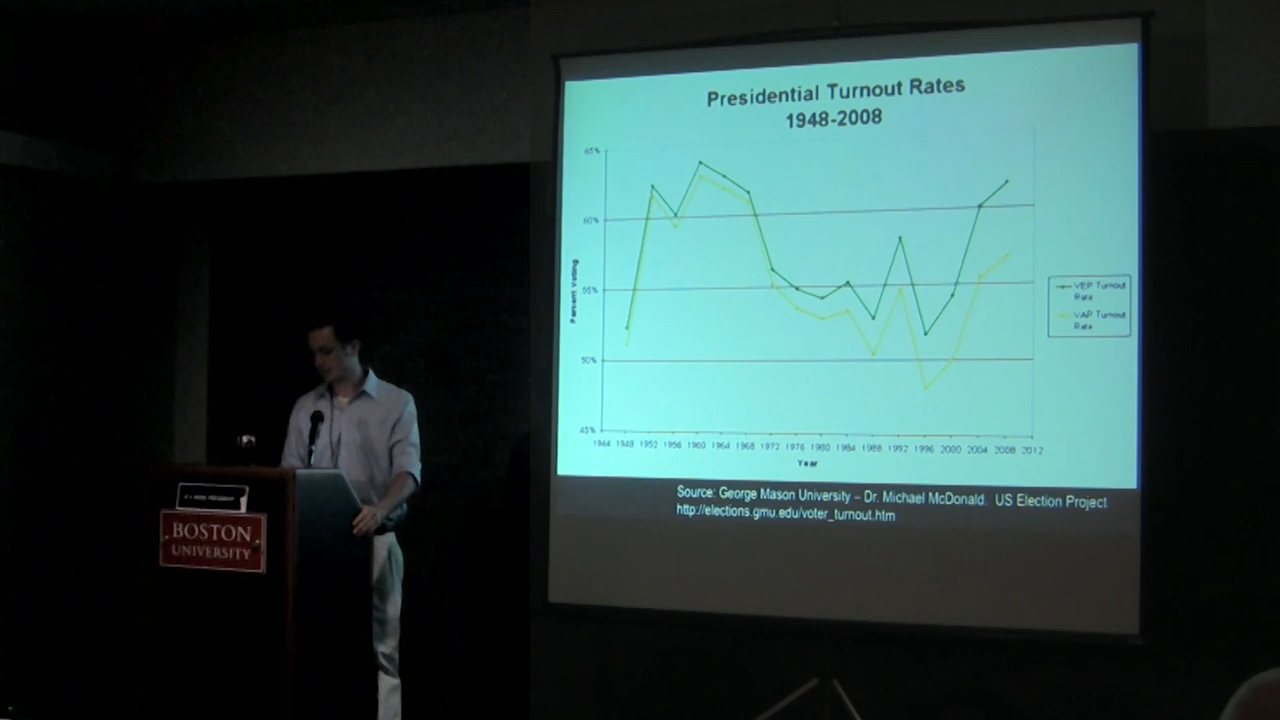 Presidential Turnout Rates
1948-2008
65%
60%
55%
50%
45%
Percent Voting
1944 1948 1952 1956 1960 1964 1968 1972 1976 1980 1984 1988 1992 1996 2000 2004 2008 2012
Year
VEP Turnout
Rate
VAP Turnout
Rate
Source: George Mason University – Dr. Michael McDonald. US Election Project
http://elections.gmu.edu/voter_turnout.htm
BOSTON
UNIVERSITY